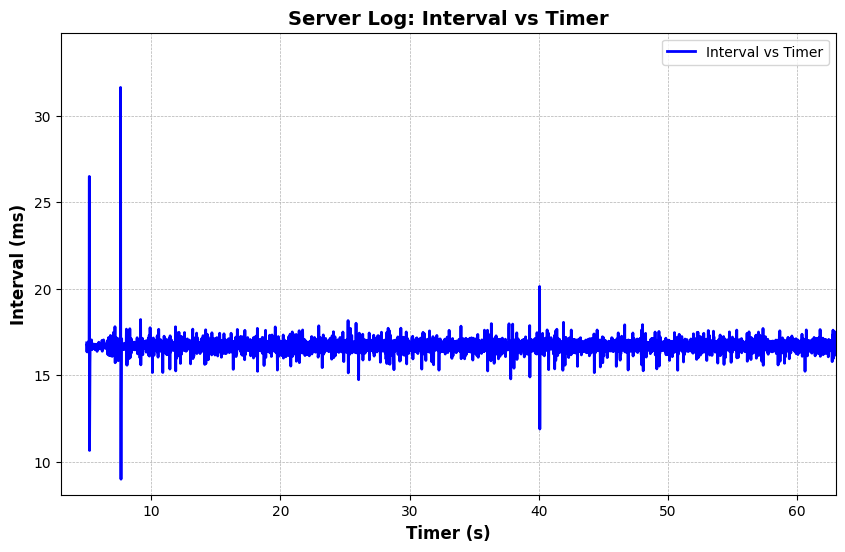 Server Log: Interval vs Timer
Interval vs Timer
Interval (ms)
30
25
20
15
10
10 20 30 40 50 60
Timer (s)